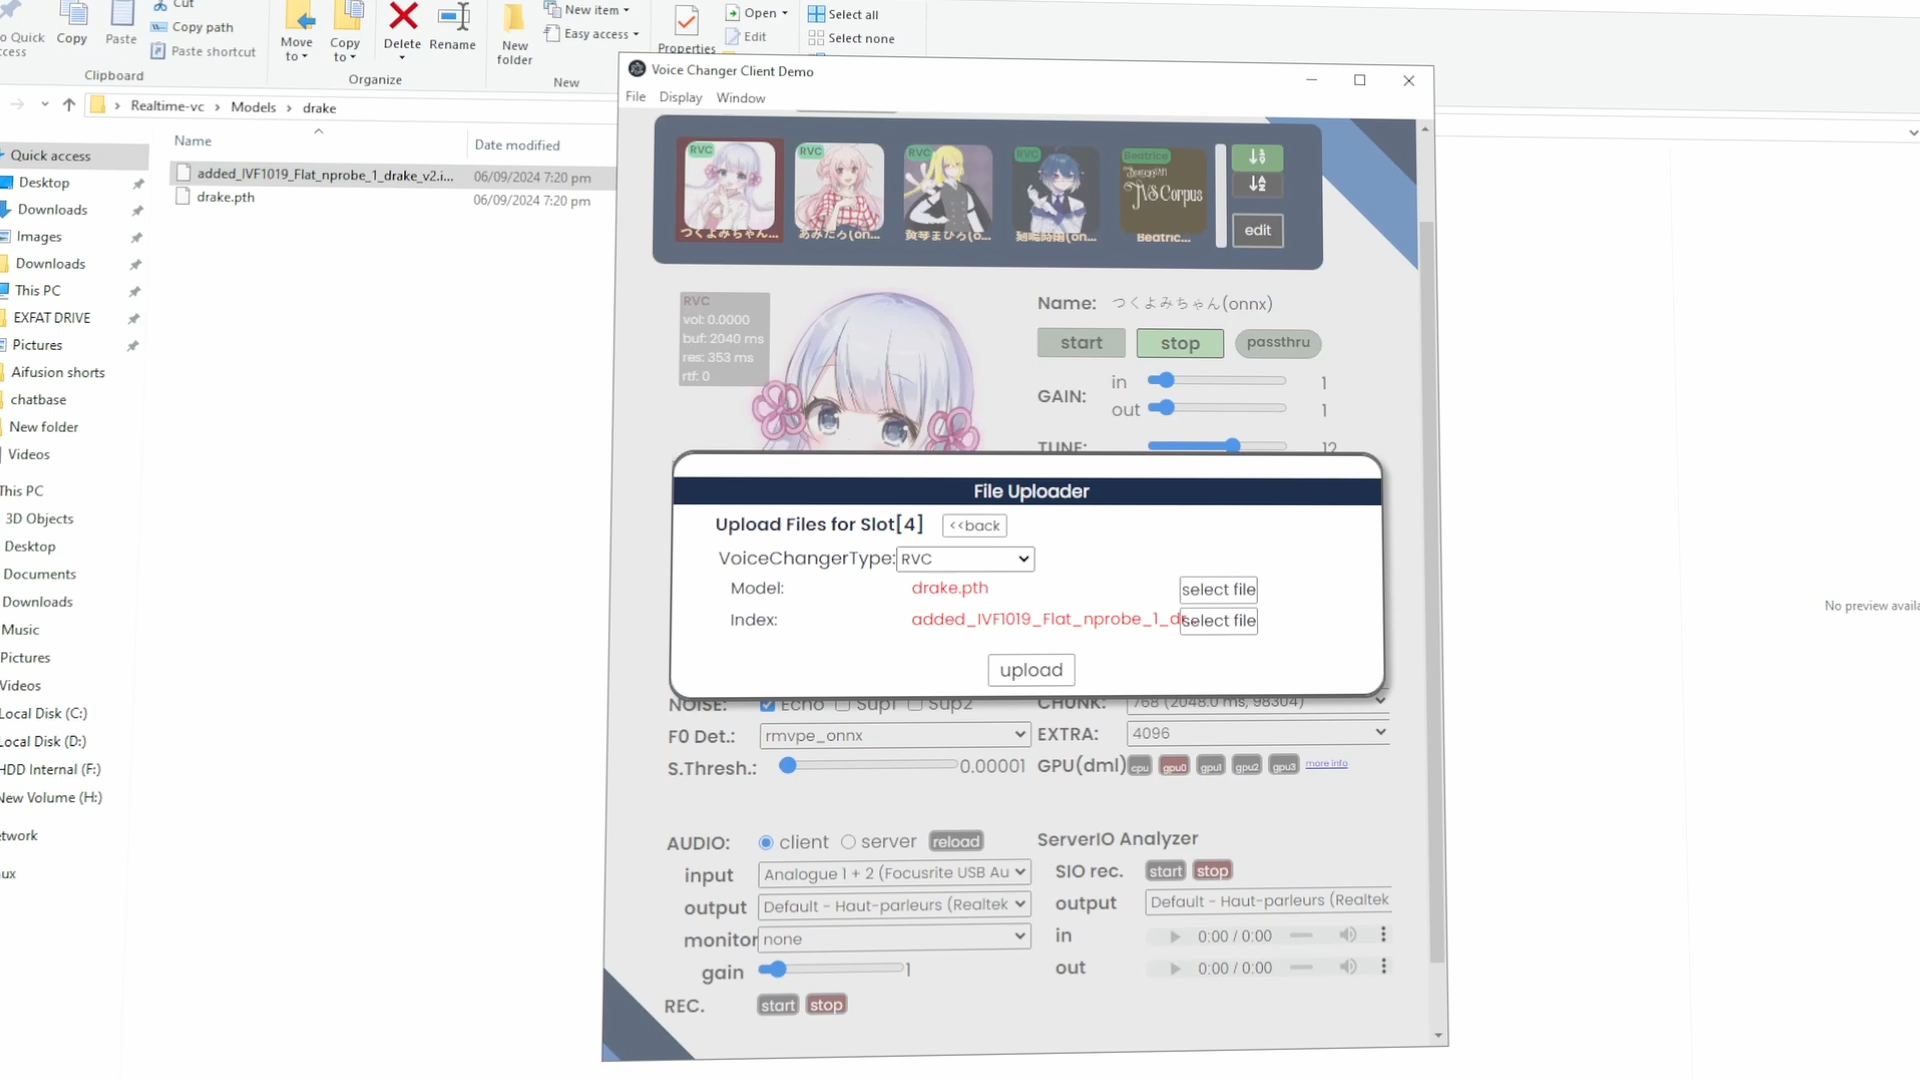 Cut
New item
Open
Select all
Copy path
Easy access
Edit
Select none
Copy
Paste
Paste shortcut
Move to
Copy to
Delete
Rename
New folder
Properties
Clipboard
Organize
New
Realtime-vc > Models > drake
Name
Date modified
added_IVF1019_Flat_nprobe_1_drake_v2.i...
06/09/2024 7:20 pm
drake.pth
06/09/2024 7:20 pm
Quick access
Desktop
Downloads
Images
Downloads
This PC
EXFAT DRIVE
Pictures
Aifusion shorts
chatbase
New folder
Videos
This PC
3D Objects
Desktop
Documents
Downloads
Music
Pictures
Videos
Local Disk (C:)
Local Disk (D:)
HDD Internal (F:)
New Volume (H:)
Voice Changer Client Demo
File Display Window
RVC
RVC
RVC
RVC
Beatrice
JVS Corpus
つくよみちゃん...
あみたろ(on...
黄琴まひろ(o...
Beatric...
edit
RVC
vol: 0.0000
buf: 2040 ms
res: 353 ms
rtf: 0
Name: つくよみちゃん(onnx)
start stop passthru
GAIN:
in 1
out 1
TUNE: 12
File Uploader
Upload Files for Slot[4] <<back
VoiceChangerType: RVC
Model: drake.pth select file
Index: added_IVF1019_Flat_nprobe_1_dr... select file
upload
NOISE: Echo Sup1 Sup2
CHUNK: 768 (2048.0 ms, 98304)
F0 Det.: rmvpe_onnx
EXTRA: 4096
S.Thresh.: 0.00001
GPU(dml) cpu gpu0 gpu1 gpu2 gpu3 more info
AUDIO: client server reload
input Analogue 1 + 2 (Focusrite USB Au
output Default - Haut-parleurs (Realtek
monitor none
gain 1
REC. start stop
ServerIO Analyzer
SIO rec. start stop
output Default - Haut-parleurs (Realtek
in 0:00 / 0:00
out 0:00 / 0:00
No preview availa